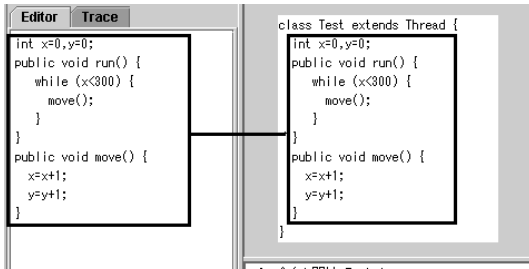 Editor Trace
int x=0,y=0;
public void run() {
while (x<300) {
move();
}
}
public void move() {
x=x+1;
y=y+1;
}
class Test extends Thread {
int x=0,y=0;
public void run() {
while (x<300) {
move();
}
}
public void move() {
x=x+1;
y=y+1;
}
}